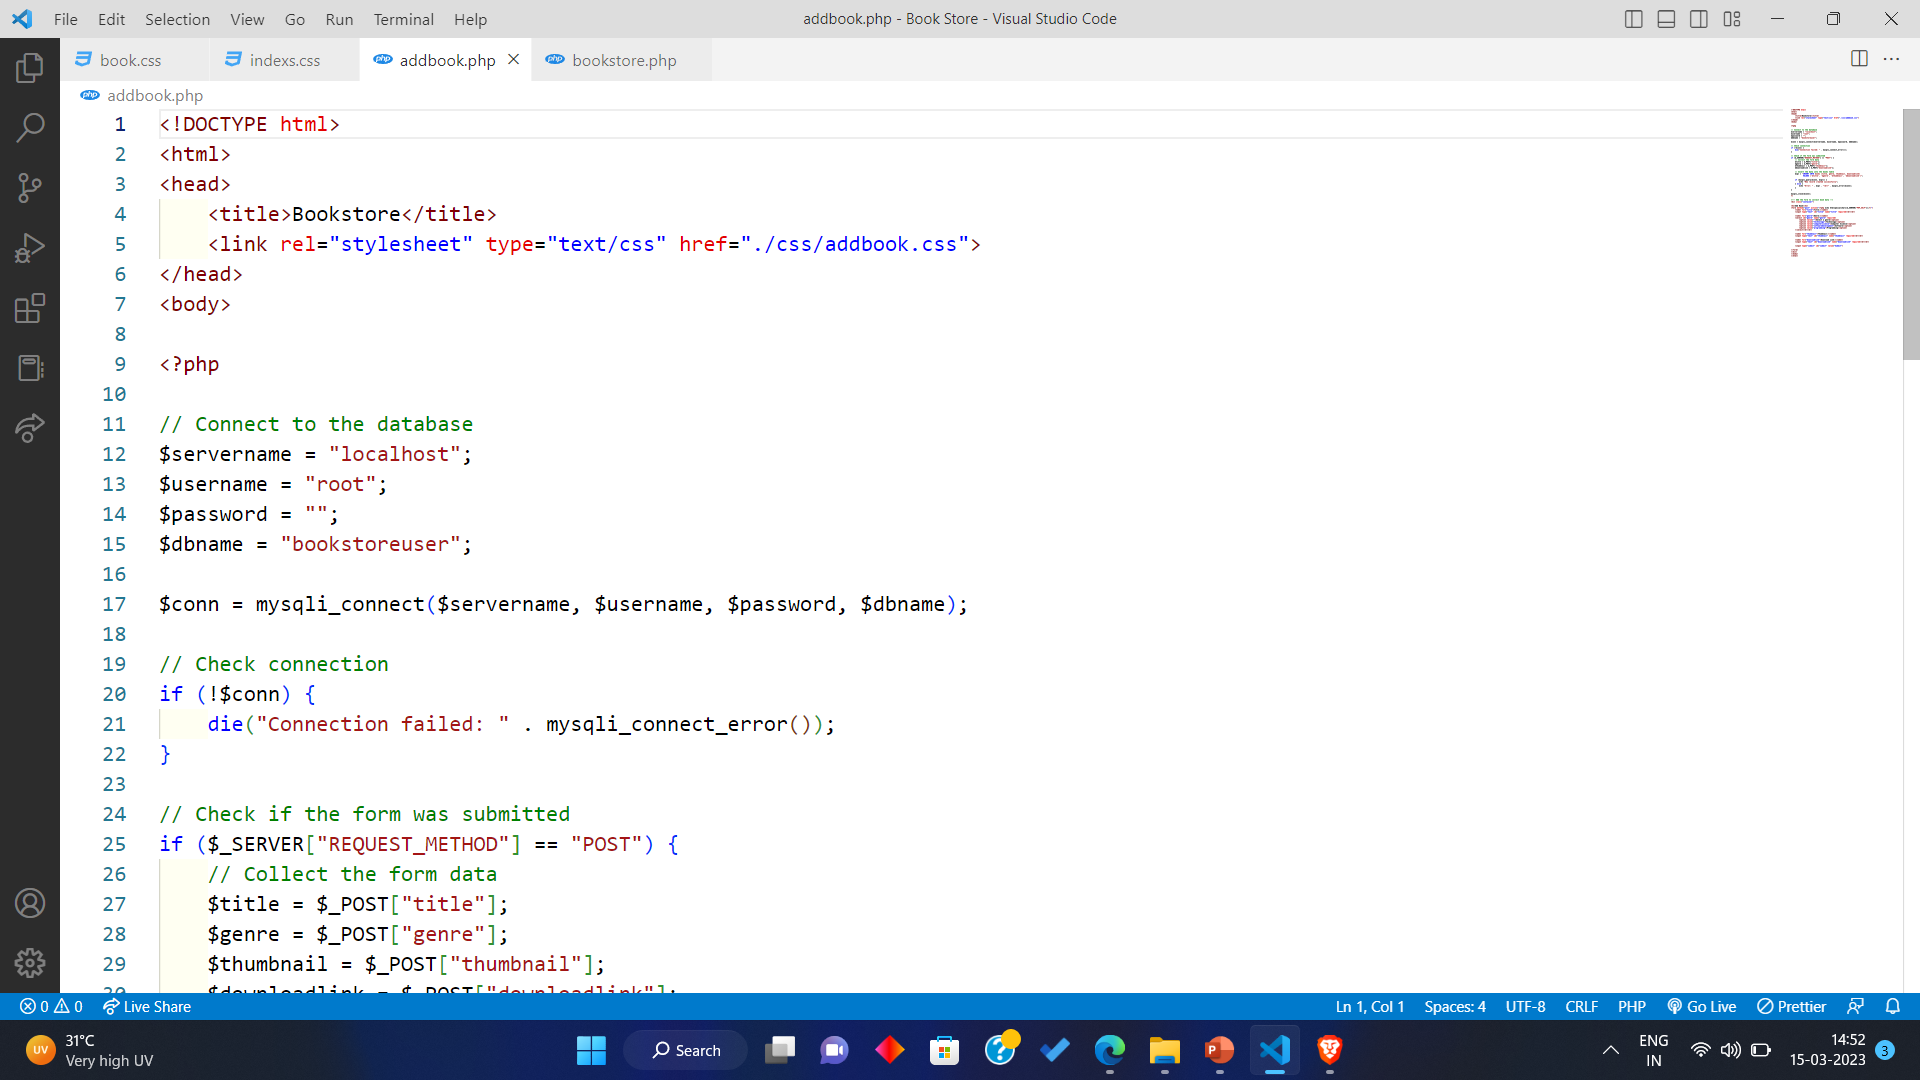 File Edit Selection View Go Run Terminal Help
addbook.php - Book Store - Visual Studio Code
book.css
indexs.css
addbook.php
bookstore.php
addbook.php
1 <!DOCTYPE html>
2 <html>
3 <head>
4     <title>Bookstore</title>
5     <link rel="stylesheet" type="text/css" href="./css/addbook.css">
6 </head>
7 <body>
8
9 <?php
10
11 // Connect to the database
12 $servername = "localhost";
13 $username = "root";
14 $password = "";
15 $dbname = "bookstoreuser";
16
17 $conn = mysqli_connect($servername, $username, $password, $dbname);
18
19 // Check connection
20 if (!$conn) {
21     die("Connection failed: " . mysqli_connect_error());
22 }
23
24 // Check if the form was submitted
25 if ($_SERVER["REQUEST_METHOD"] == "POST") {
26     // Collect the form data
27     $title = $_POST["title"];
28     $genre = $_POST["genre"];
29     $thumbnail = $_POST["thumbnail"];
30     $downloadlink = $_POST["downloadlink"];
0 0 Live Share
Ln 1, Col 1 Spaces: 4 UTF-8 CRLF PHP Go Live Prettier
UV
31°C
Very high UV
Search
ENG
IN
14:52
15-03-2023
3